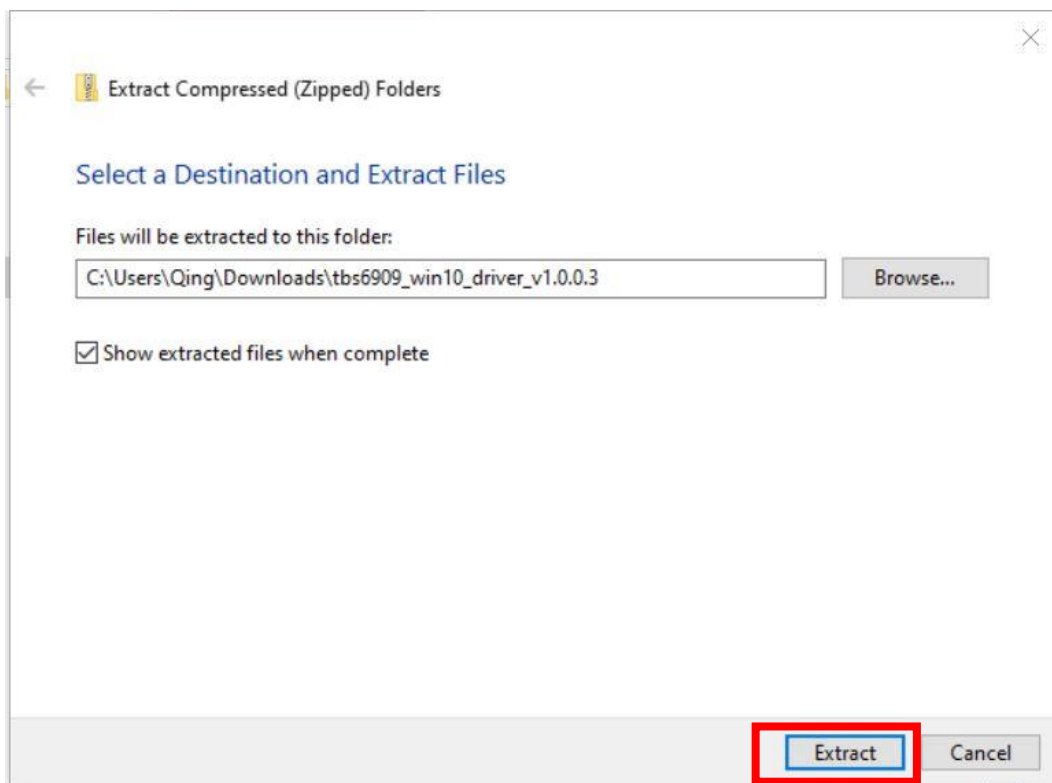 Extract Compressed (Zipped) Folders
Select a Destination and Extract Files
Files will be extracted to this folder:
C:\Users\Qing\Downloads\tbs6909_win10_driver_v1.0.0.3
Browse...
Show extracted files when complete
Extract
Cancel